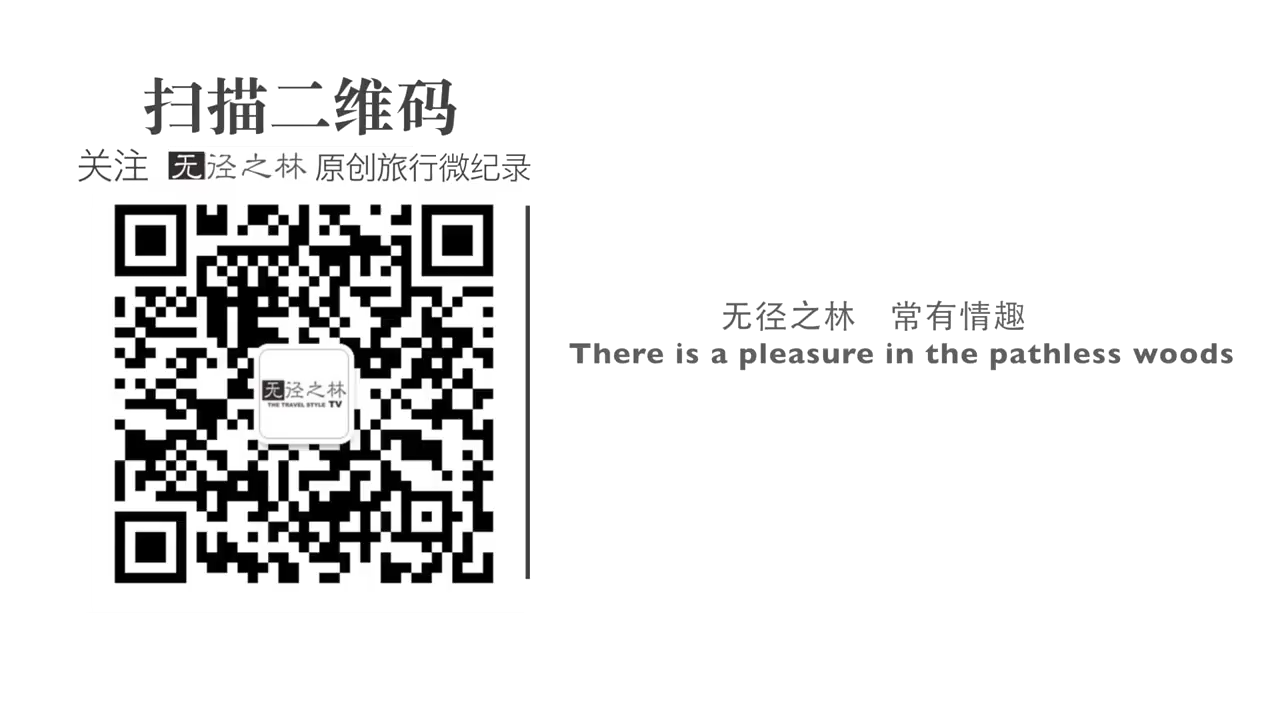 扫描二维码
关注 无泾之林 原创旅行微纪录
无泾之林
THE TRAVEL STYLE TV
无径之林 常有情趣
There is a pleasure in the pathless woods